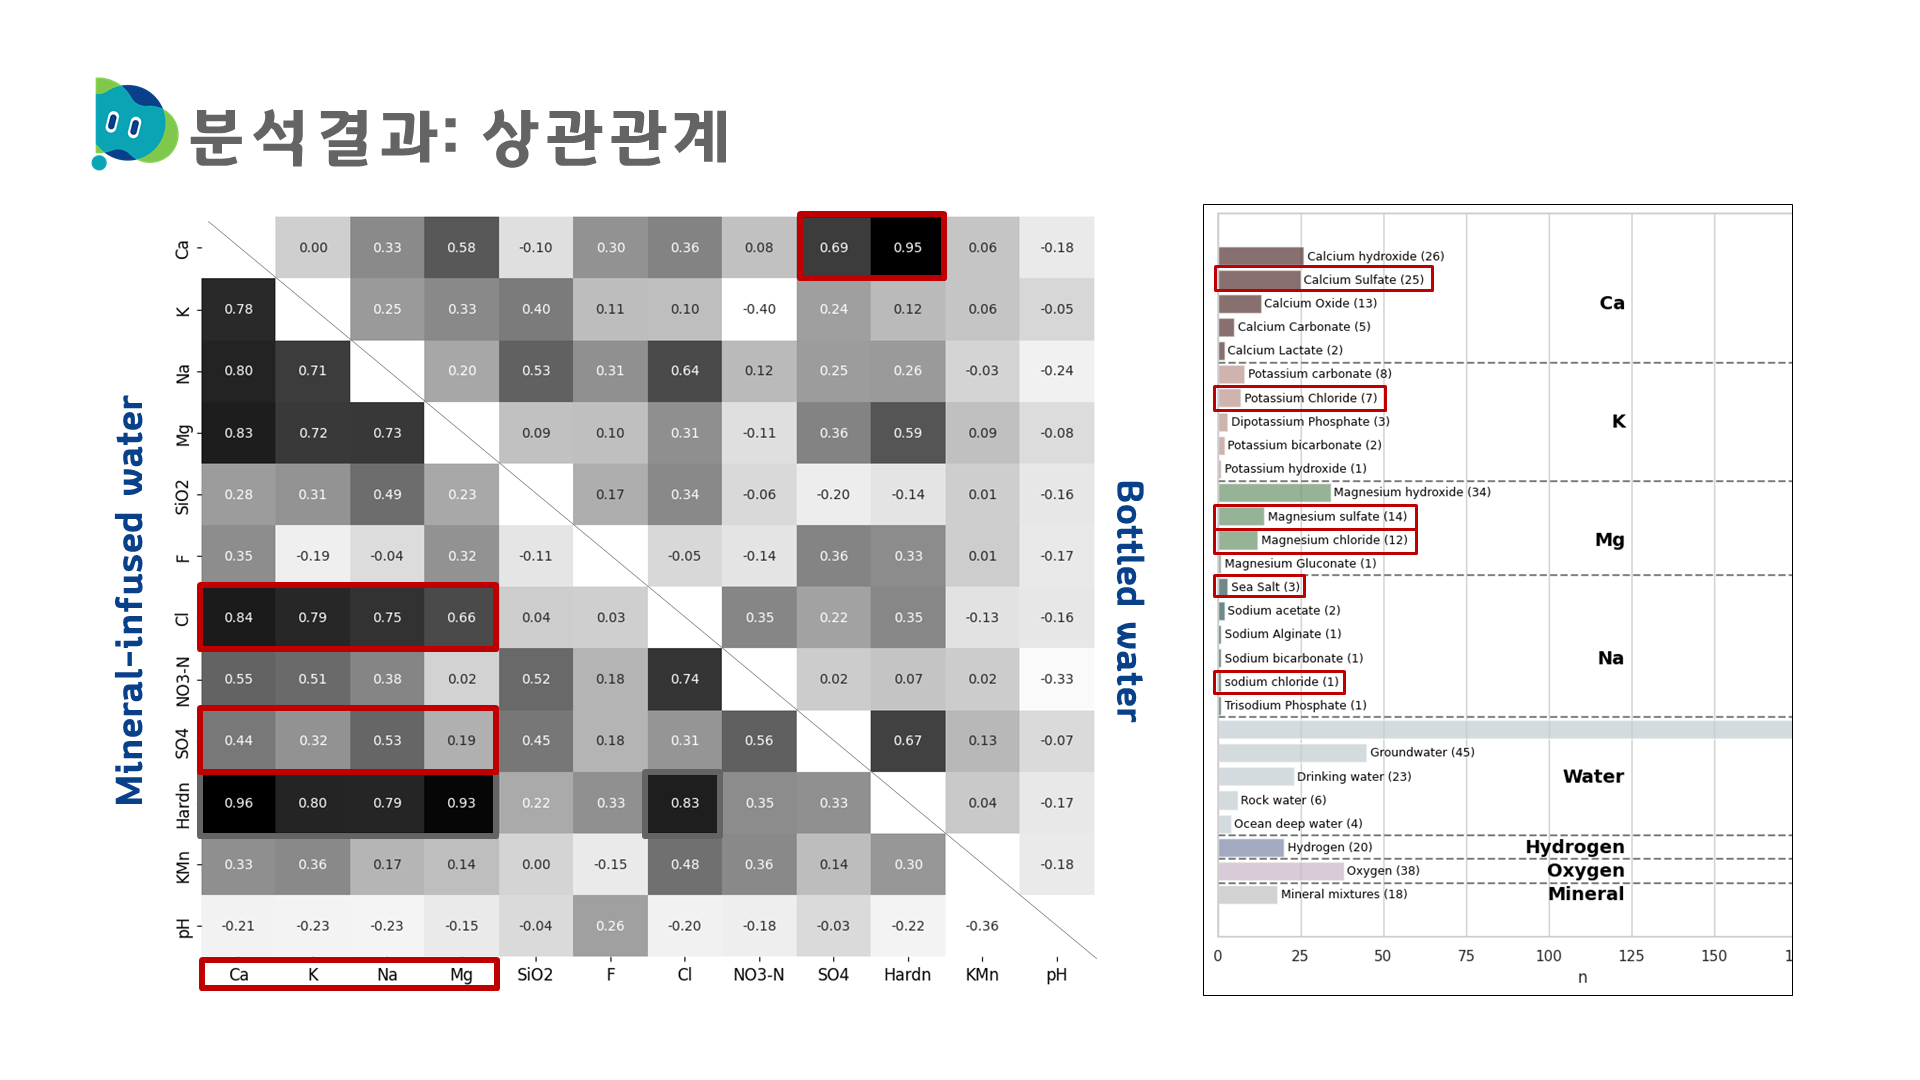 분석결과: 상관관계
Mineral-infused water
Ca 0.00 0.33 0.58 -0.10 0.30 0.36 0.08 0.69 0.95 0.06 -0.18
K 0.78 0.25 0.33 0.40 0.11 0.10 -0.40 0.24 0.12 0.06 -0.05
Na 0.80 0.71 0.20 0.53 0.31 0.64 0.12 0.25 0.26 -0.03 -0.24
Mg 0.83 0.72 0.73 0.09 0.10 0.31 -0.11 0.36 0.59 0.09 -0.08
SiO2 0.28 0.31 0.49 0.23 0.17 0.34 -0.06 -0.20 -0.14 0.01 -0.16
F 0.35 -0.19 -0.04 0.32 -0.11 -0.05 -0.14 0.36 0.33 0.01 -0.17
Cl 0.84 0.79 0.75 0.66 0.04 0.03 0.35 0.22 0.35 -0.13 -0.16
NO3-N 0.55 0.51 0.38 0.02 0.52 0.18 0.74 0.02 0.07 0.02 -0.33
SO4 0.44 0.32 0.53 0.19 0.45 0.18 0.31 0.56 0.67 0.13 -0.07
Hardn 0.96 0.80 0.79 0.93 0.22 0.33 0.83 0.35 0.33 0.04 -0.17
KMn 0.33 0.36 0.17 0.14 0.00 -0.15 0.48 0.36 0.14 0.30 -0.18
pH -0.21 -0.23 -0.23 -0.15 -0.04 0.26 -0.20 -0.18 -0.03 -0.22 -0.36
Ca K Na Mg SiO2 F Cl NO3-N SO4 Hardn KMn pH
Bottled water
Calcium hydroxide (26)
Calcium Sulfate (25)
Calcium Oxide (13)
Ca
Calcium Carbonate (5)
Calcium Lactate (2)
Potassium carbonate (8)
Potassium Chloride (7)
Dipotassium Phosphate (3)
K
Potassium bicarbonate (2)
Potassium hydroxide (1)
Magnesium hydroxide (34)
Magnesium sulfate (14)
Magnesium chloride (12)
Mg
Magnesium Gluconate (1)
Sea Salt (3)
Sodium acetate (2)
Sodium Alginate (1)
Sodium bicarbonate (1)
Na
sodium chloride (1)
Trisodium Phosphate (1)
Groundwater (45)
Drinking water (23)
Water
Rock water (6)
Ocean deep water (4)
Hydrogen (20)
Hydrogen
Oxygen (38)
Oxygen
Mineral mixtures (18)
Mineral
0 25 50 75 100 125 150 1
n